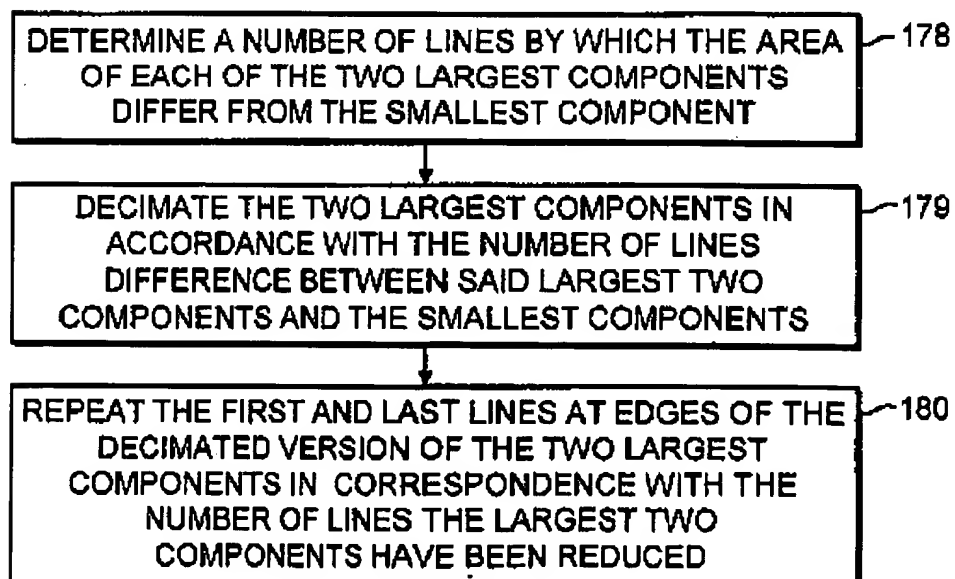 DETERMINE A NUMBER OF LINES BY WHICH THE AREA
OF EACH OF THE TWO LARGEST COMPONENTS
DIFFER FROM THE SMALLEST COMPONENT
178
DECIMATE THE TWO LARGEST COMPONENTS IN
ACCORDANCE WITH THE NUMBER OF LINES
DIFFERENCE BETWEEN SAID LARGEST TWO
COMPONENTS AND THE SMALLEST COMPONENTS
179
REPEAT THE FIRST AND LAST LINES AT EDGES OF THE
DECIMATED VERSION OF THE TWO LARGEST
COMPONENTS IN CORRESPONDENCE WITH THE
NUMBER OF LINES THE LARGEST TWO
COMPONENTS HAVE BEEN REDUCED
180